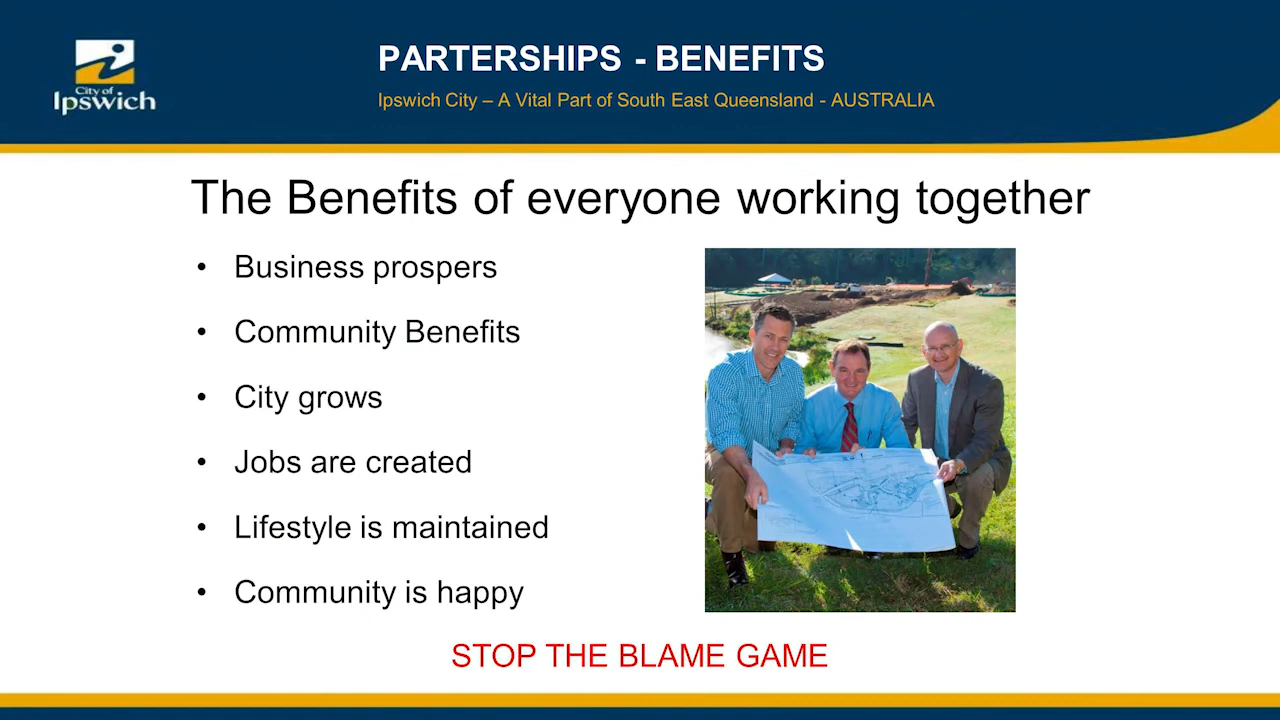 City of
Ipswich
PARTERSHIPS - BENEFITS
Ipswich City – A Vital Part of South East Queensland - AUSTRALIA
The Benefits of everyone working together
• Business prospers
• Community Benefits
• City grows
• Jobs are created
• Lifestyle is maintained
• Community is happy
STOP THE BLAME GAME